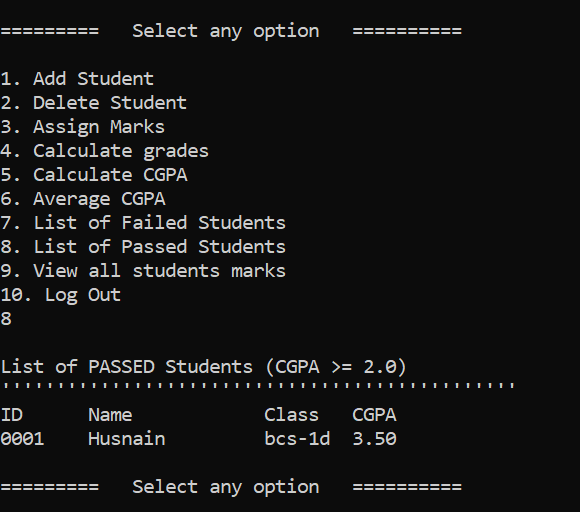 =========   Select any option   ==========
1. Add Student
2. Delete Student
3. Assign Marks
4. Calculate grades
5. Calculate CGPA
6. Average CGPA
7. List of Failed Students
8. List of Passed Students
9. View all students marks
10. Log Out
8
List of PASSED Students (CGPA >= 2.0)
'''''''''''''''''''''''''''''''''''''''''''''''
ID      Name            Class   CGPA
0001    Husnain         bcs-1d  3.50
=========   Select any option   ==========